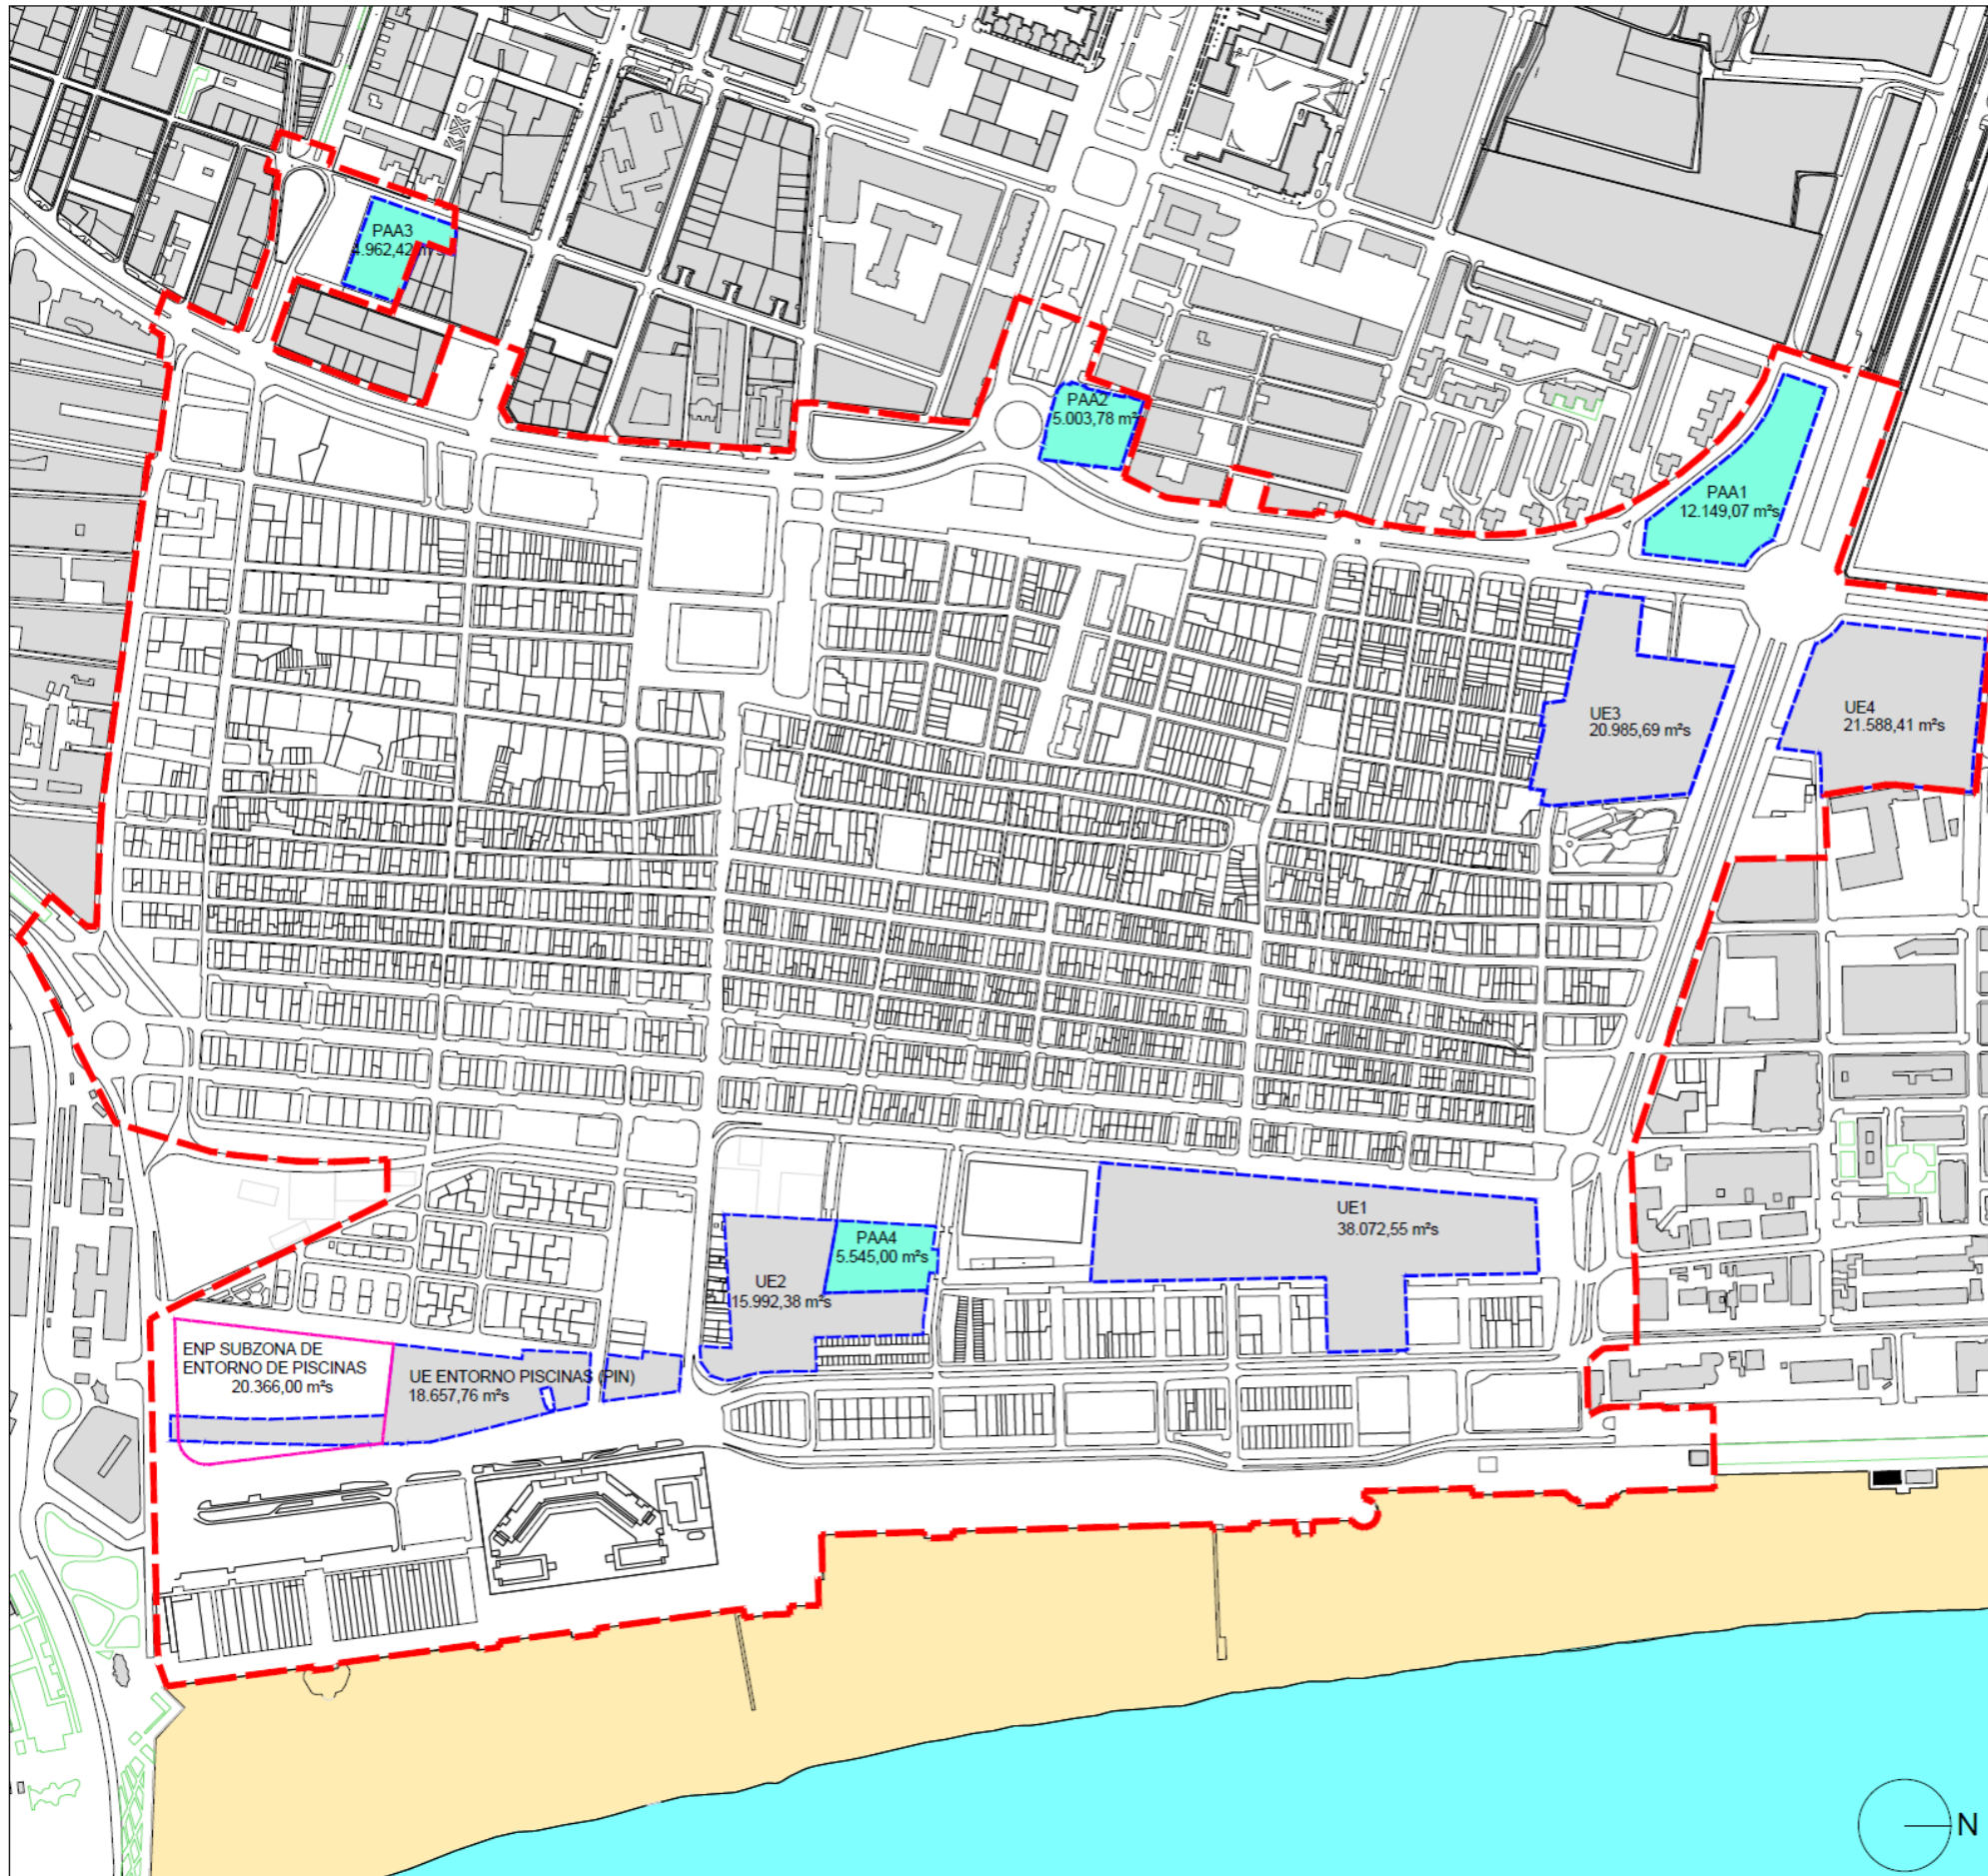 PAA3
4.962,42 m²s
PAA2
5.003,78 m²s
PAA1
12.149,07 m²s
UE3
20.985,69 m²s
UE4
21.588,41 m²s
UE1
38.072,55 m²s
PAA4
5.545,00 m²s
UE2
15.992,38 m²s
ENP SUBZONA DE
ENTORNO DE PISCINAS
20.366,00 m²s
UE ENTORNO PISCINAS (PIN)
18.657,76 m²s
N